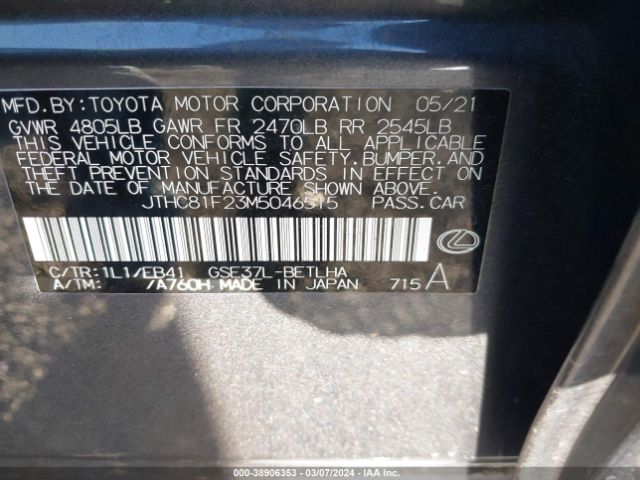 MFD.BY:TOYOTA MOTOR CORPORATION 05/21
GVWR 4805LB GAWR FR 2470LB RR 2545LB
THIS VEHICLE CONFORMS TO ALL APPLICABLE
FEDERAL MOTOR VEHICLE SAFETY,BUMPER,AND
THEFT PREVENTION STANDARDS IN EFFECT ON
THE DATE OF MANUFACTURE SHOWN ABOVE.
JTHC81F23M5046515 PASS.CAR
C/TR:1L1/EB41 GSE37L-BETLHA
A/TM: /A760H MADE IN JAPAN 715 A
000-38906353 — 03/07/2024 — IAA Inc.